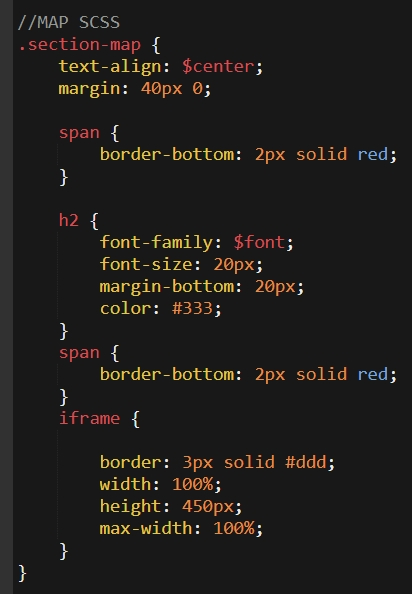 //MAP SCSS
.section-map {
text-align: $center;
margin: 40px 0;
span {
border-bottom: 2px solid red;
}
h2 {
font-family: $font;
font-size: 20px;
margin-bottom: 20px;
color: #333;
}
span {
border-bottom: 2px solid red;
}
iframe {
border: 3px solid #ddd;
width: 100%;
height: 450px;
max-width: 100%;
}
}